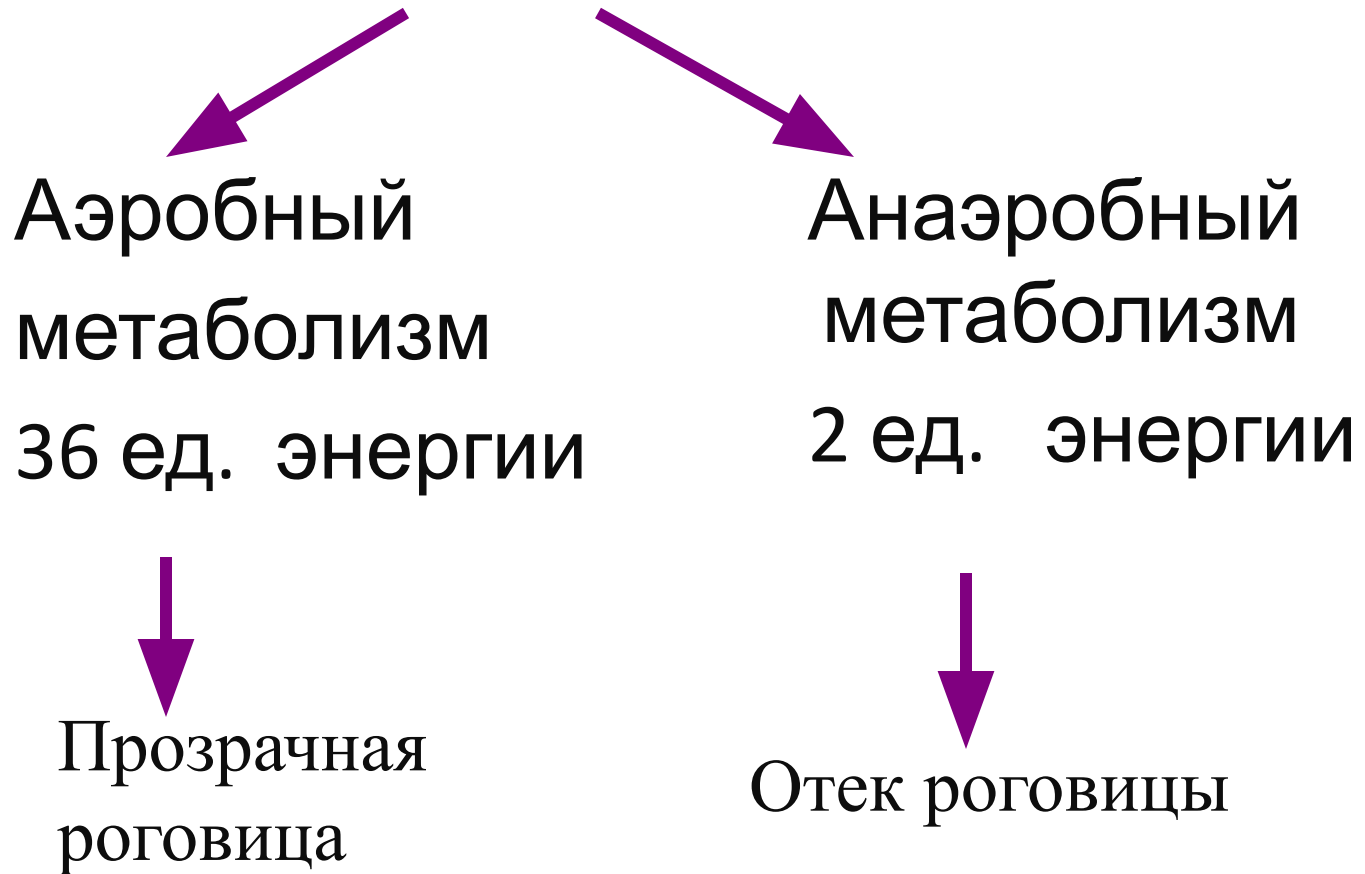 Аэробный
метаболизм
36 ед. энергии
Прозрачная
роговица
Анаэробный
метаболизм
2 ед. энергии
Отек роговицы